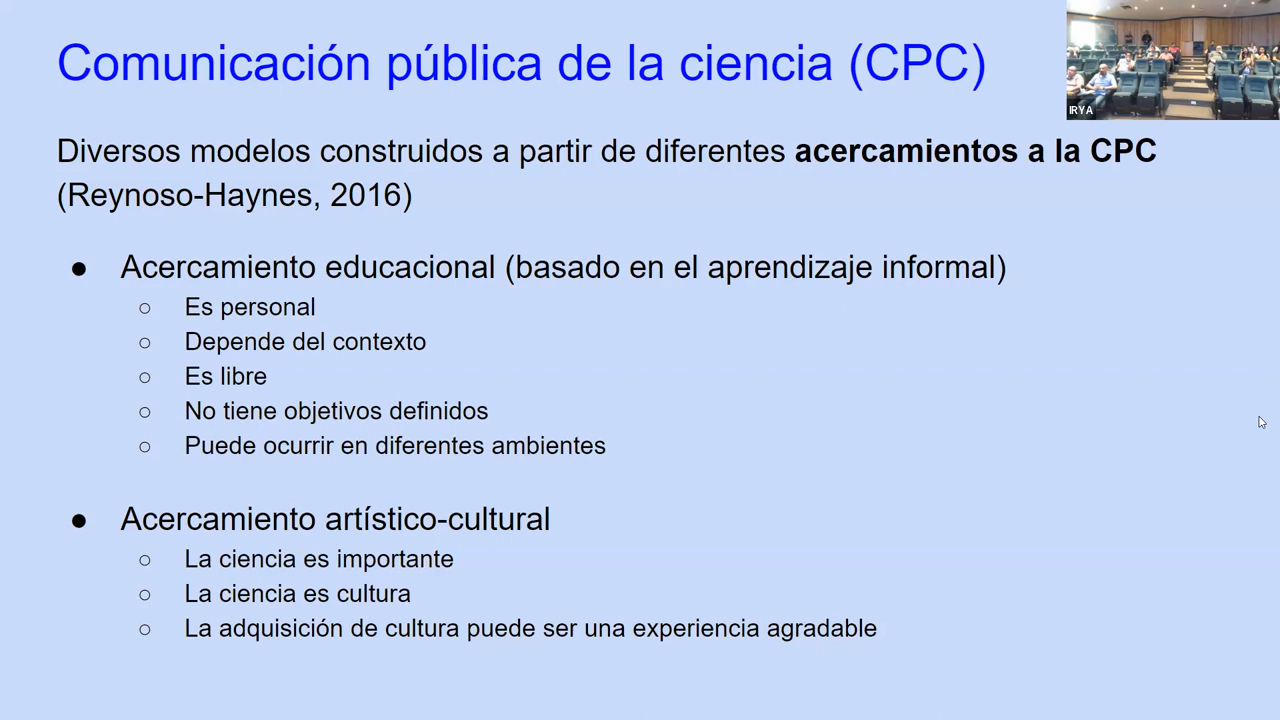 Comunicación pública de la ciencia (CPC)
IRYA
Diversos modelos construidos a partir de diferentes acercamientos a la CPC
(Reynoso-Haynes, 2016)
● Acercamiento educacional (basado en el aprendizaje informal)
○ Es personal
○ Depende del contexto
○ Es libre
○ No tiene objetivos definidos
○ Puede ocurrir en diferentes ambientes
● Acercamiento artístico-cultural
○ La ciencia es importante
○ La ciencia es cultura
○ La adquisición de cultura puede ser una experiencia agradable